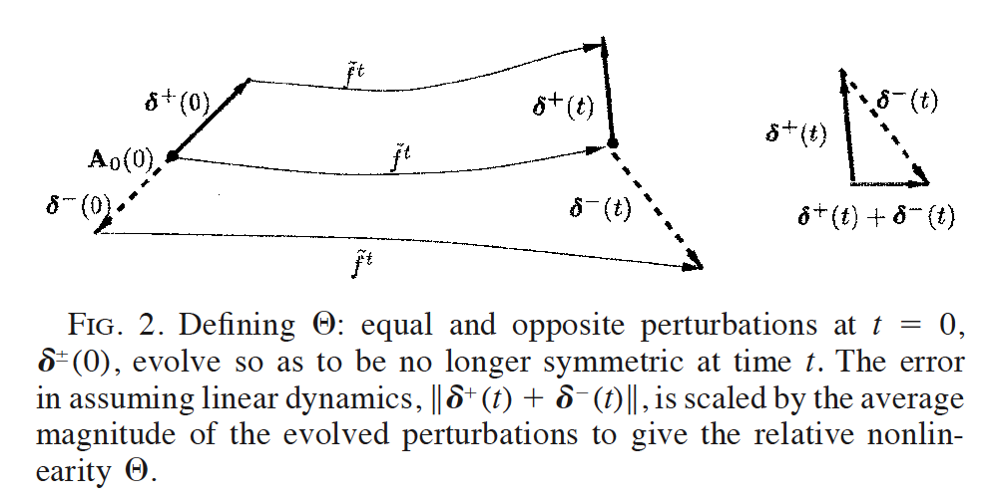 f̃ᵗ
δ⁺(0)
δ⁺(t)
δ⁻(t)
δ⁺(t)
A₀(0)
f̃ᵗ
δ⁻(0)
δ⁻(t)
δ⁺(t) + δ⁻(t)
f̃ᵗ
FIG. 2. Defining Θ: equal and opposite perturbations at t = 0,
δ±(0), evolve so as to be no longer symmetric at time t. The error
in assuming linear dynamics, ‖δ⁺(t) + δ⁻(t)‖, is scaled by the average
magnitude of the evolved perturbations to give the relative nonlin-
earity Θ.